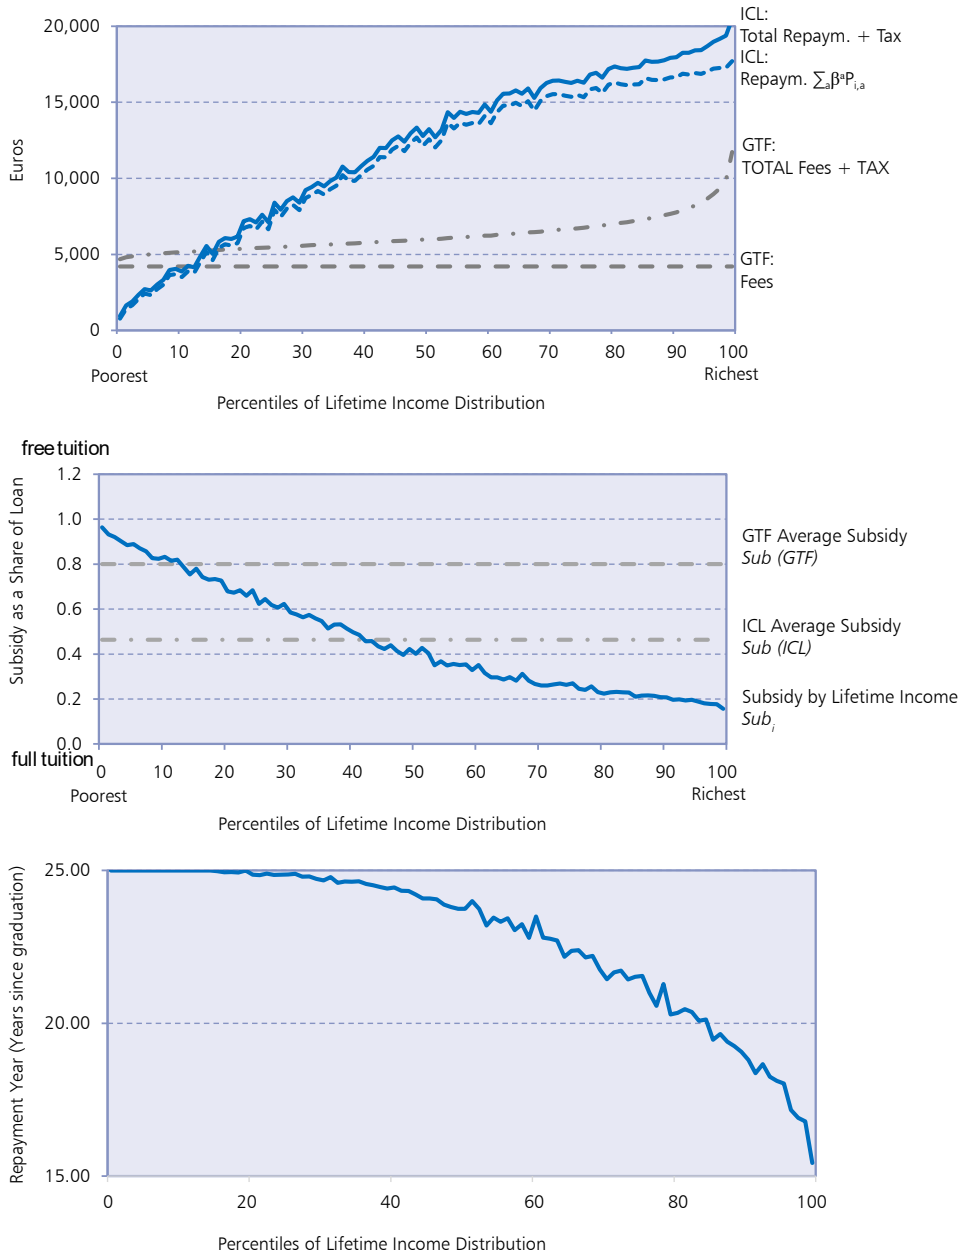 20,000
15,000
10,000
5,000
0
Euros
ICL:
Total Repaym. + Tax
ICL:
Repaym. ∑ₐβᵃPi,a
GTF:
TOTAL Fees + TAX
GTF:
Fees
0 10 20 30 40 50 60 70 80 90 100
Poorest Richest
Percentiles of Lifetime Income Distribution
free tuition
1.2
1.0
0.8
0.6
0.4
0.2
0.0
Subsidy as a Share of Loan
GTF Average Subsidy
Sub (GTF)
ICL Average Subsidy
Sub (ICL)
Subsidy by Lifetime Income
Subi
full tuition
0 10 20 30 40 50 60 70 80 90 100
Poorest Richest
Percentiles of Lifetime Income Distribution
25.00
20.00
15.00
Repayment Year (Years since graduation)
0 20 40 60 80 100
Percentiles of Lifetime Income Distribution